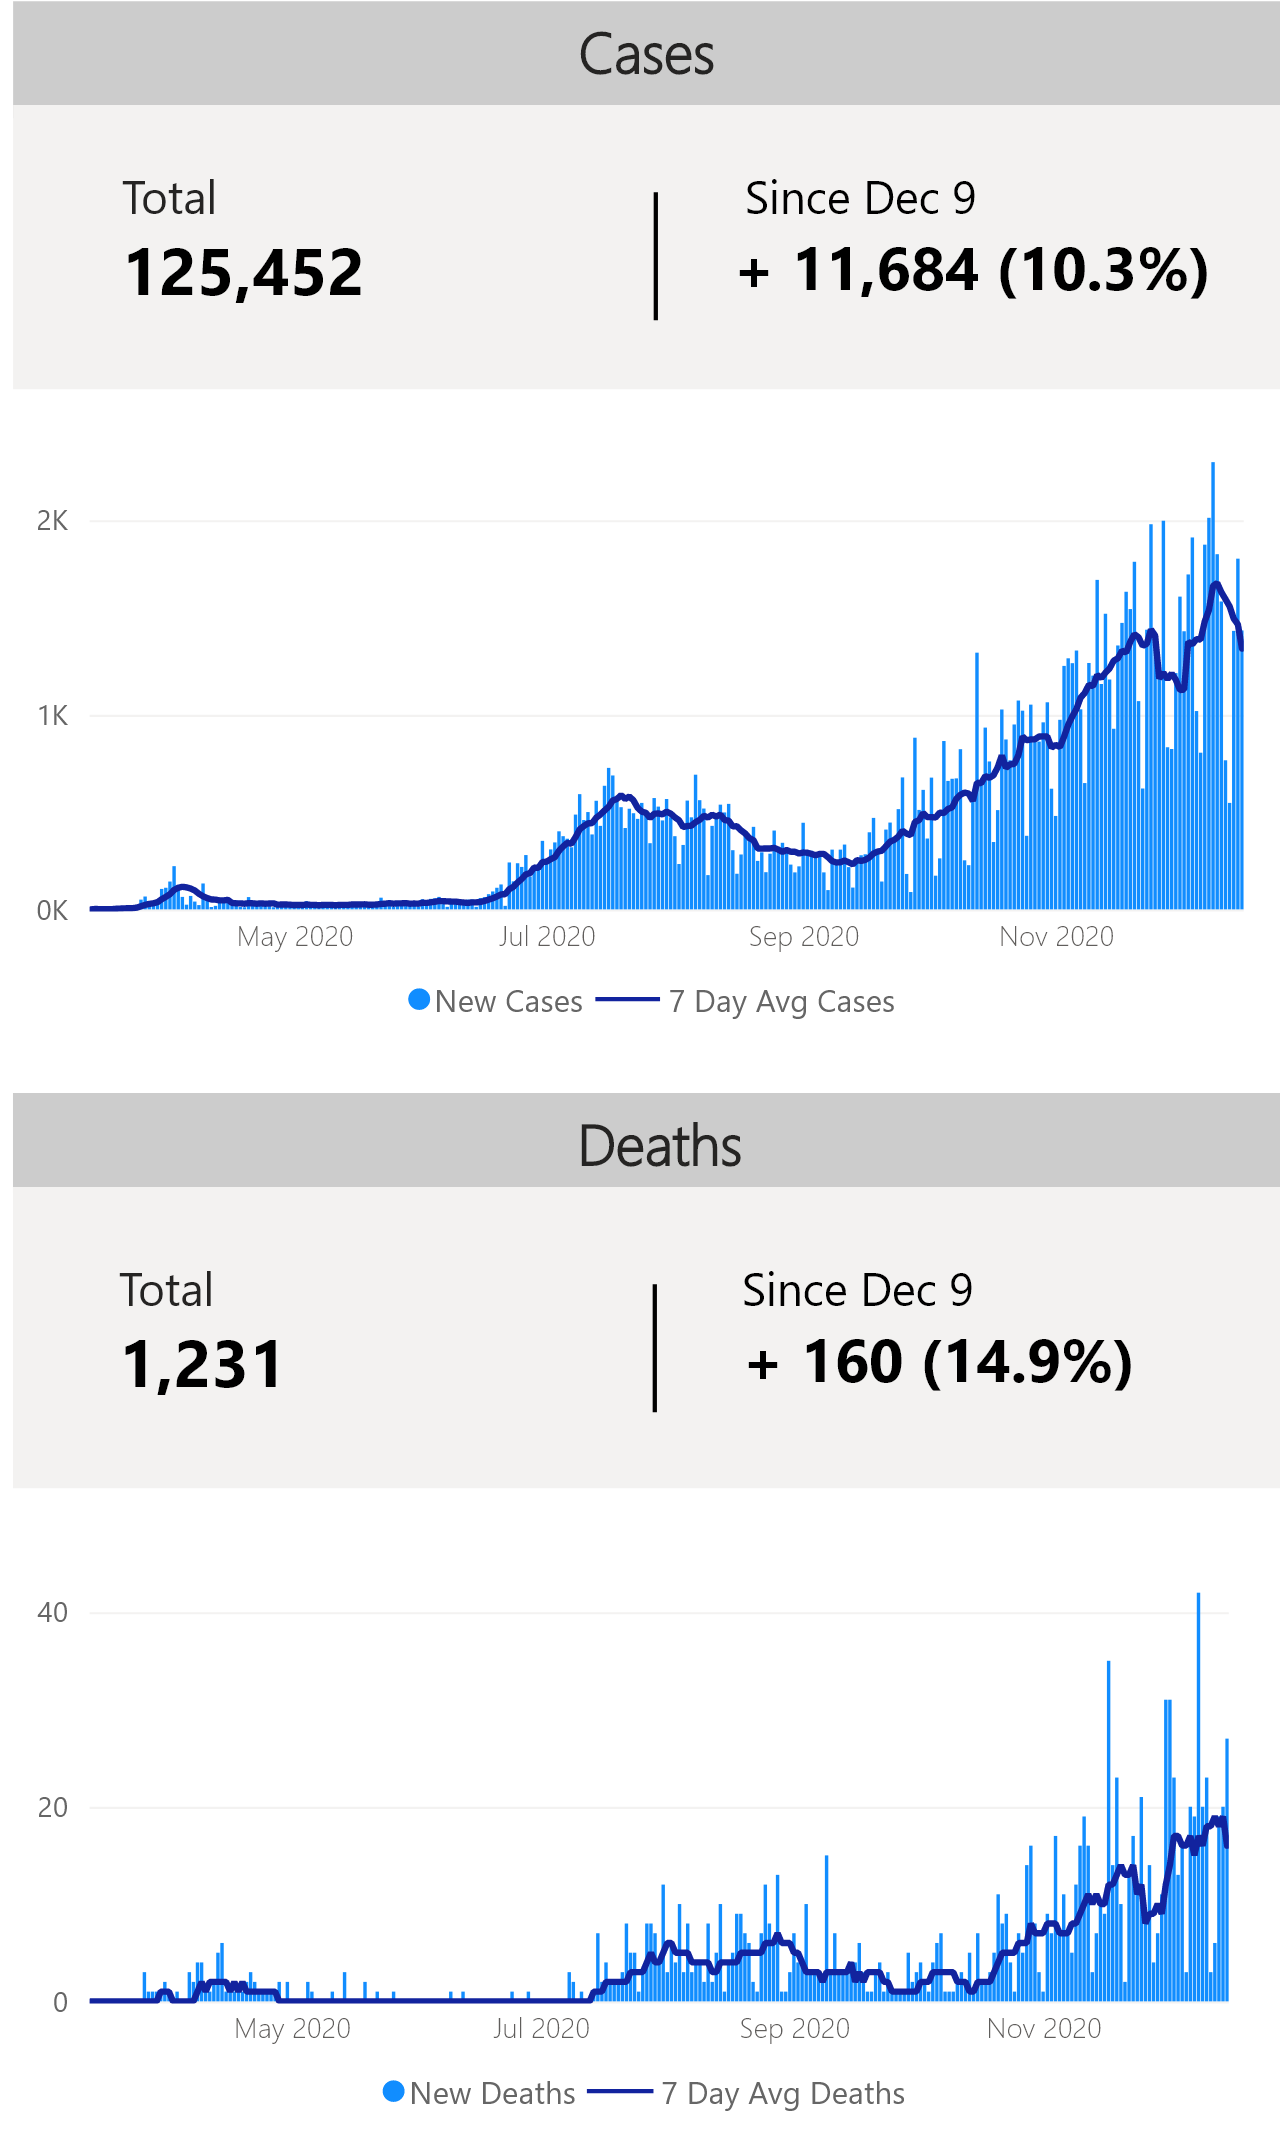 Cases
Total
Since Dec 9
125,452
+ 11,684 (10.3%)
2K
1K
0K
May 2020
Jul 2020
Sep 2020
Nov 2020
New Cases
7 Day Avg Cases
Deaths
Total
Since Dec 9
1,231
+ 160 (14.9%)
40
20
0
May 2020
Jul 2020
Sep 2020
Nov 2020
New Deaths
7 Day Avg Deaths